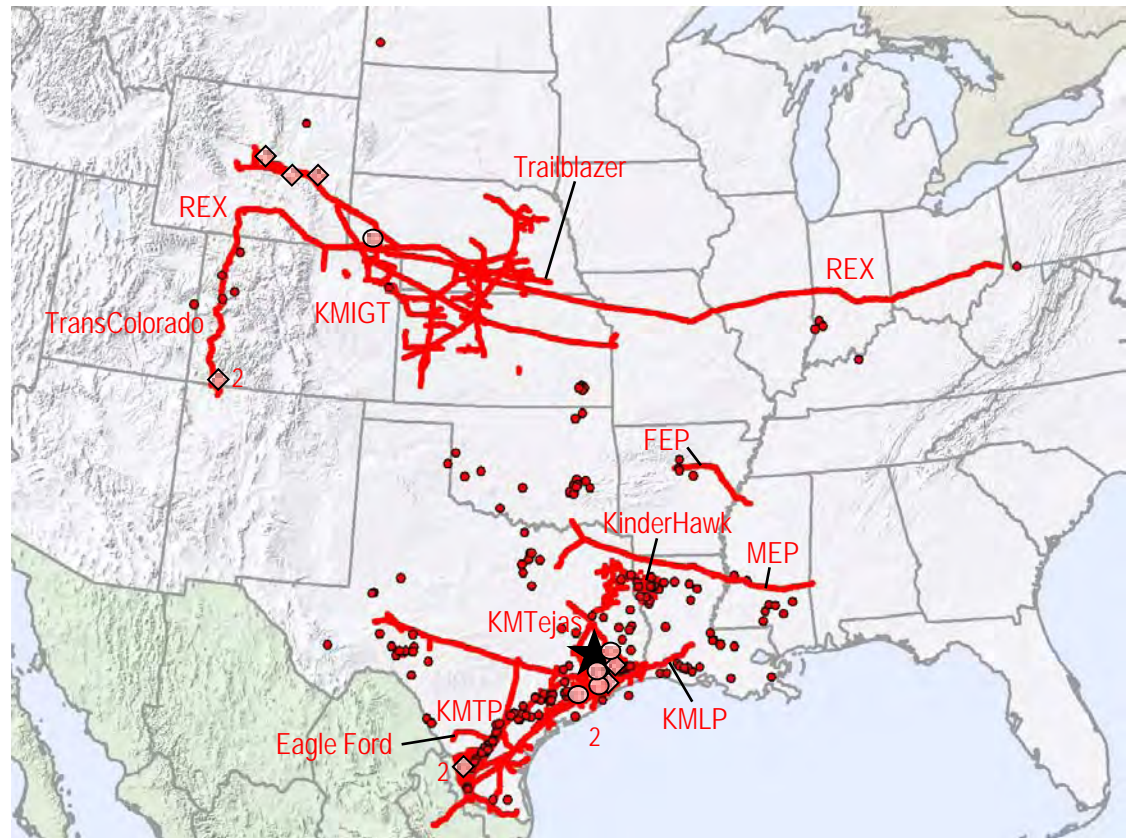 Trailblazer
REX
REX
KMIGT
TransColorado
2
FEP
KinderHawk
MEP
KMTejas
KMTP
KMLP
Eagle Ford
2
2